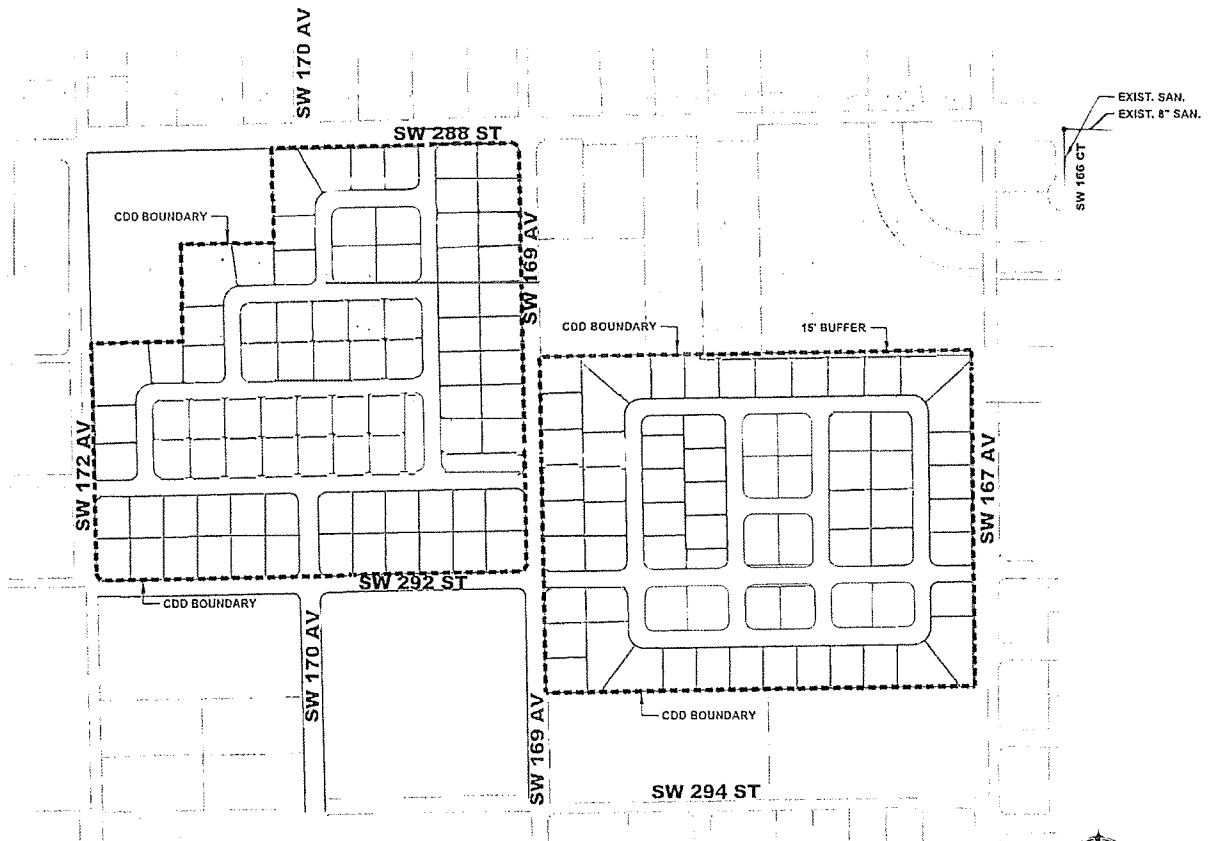 SW 170 AV
EXIST. SAN.
EXIST. 8" SAN.
SW 166 CT
SW 288 ST
CDD BOUNDARY
SW 169 AV
CDD BOUNDARY
15' BUFFER
SW 172 AV
SW 167 AV
SW 292 ST
CDD BOUNDARY
SW 170 AV
SW 169 AV
CDD BOUNDARY
SW 294 ST